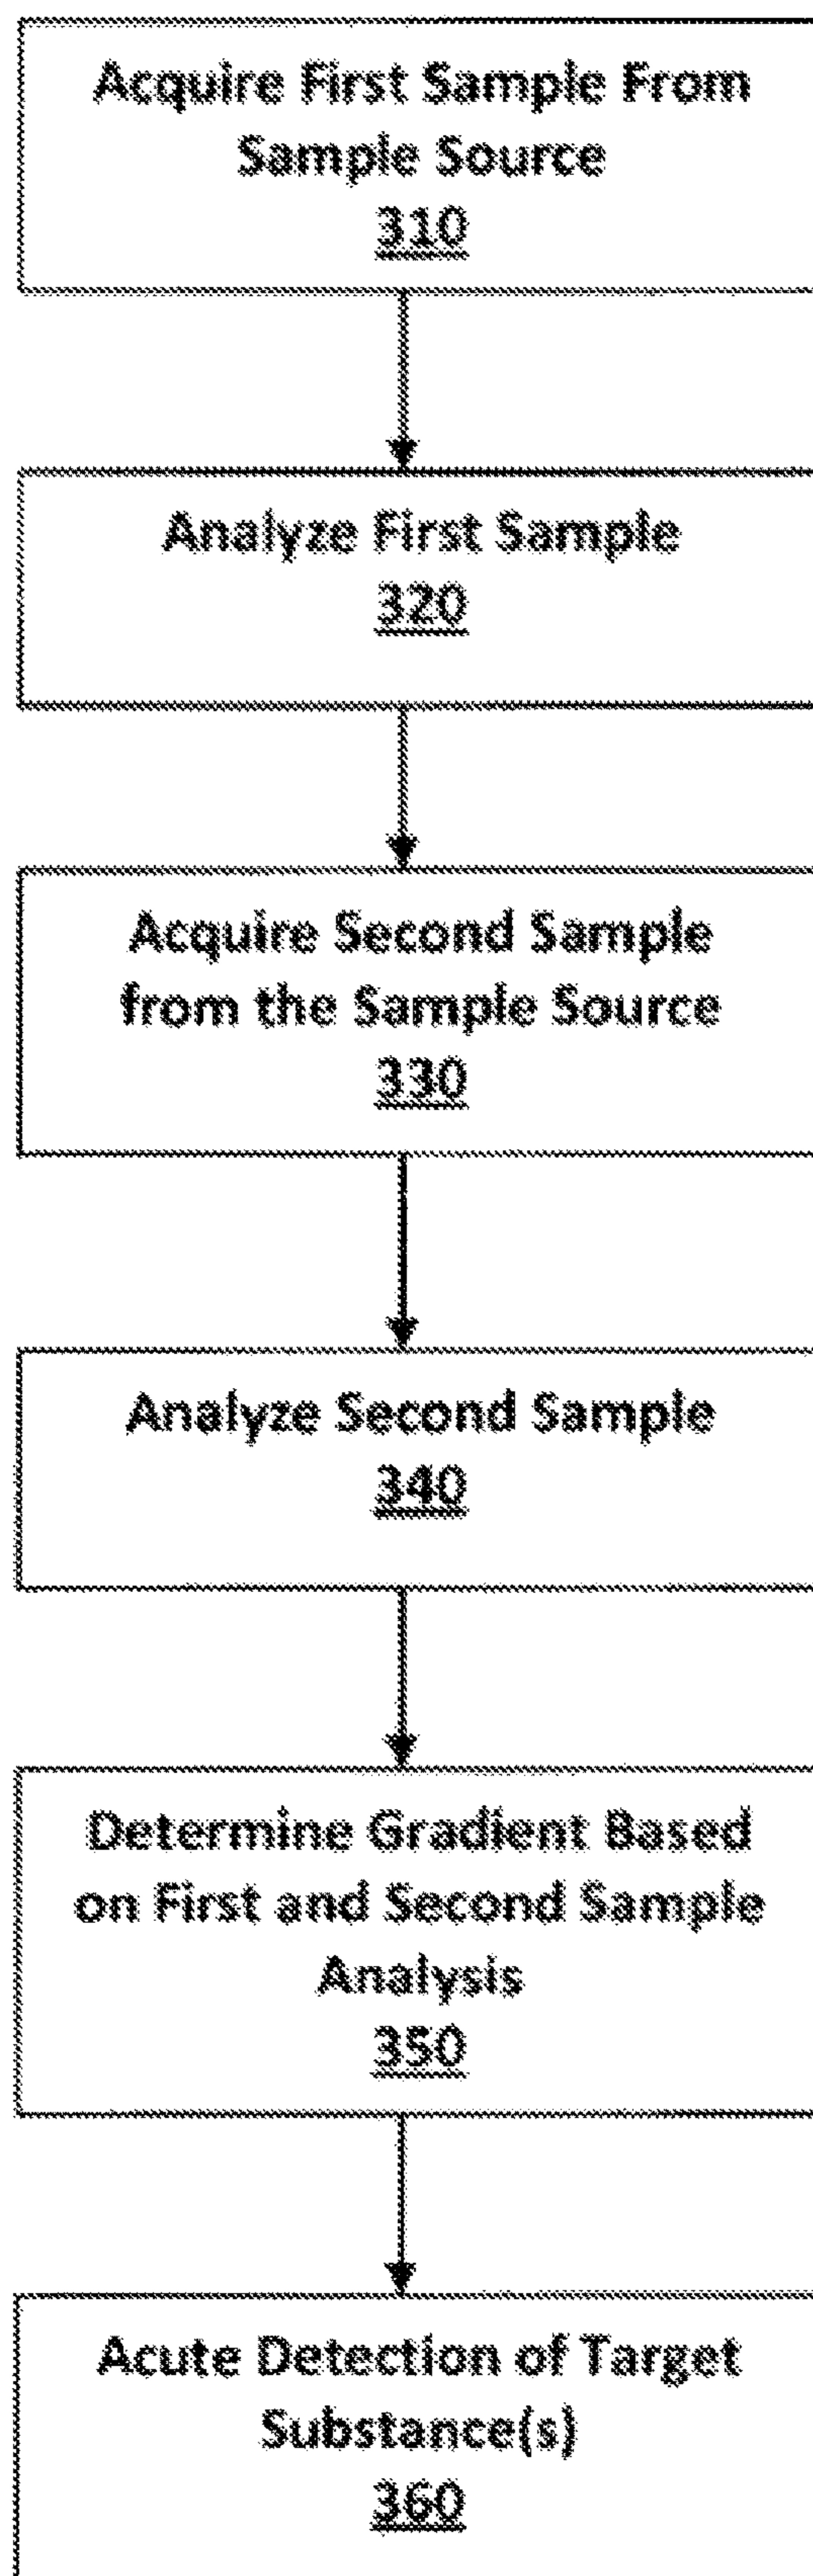 Acquire First Sample From
Sample Source
310
Analyze First Sample
320
Acquire Second Sample
from the Sample Source
330
Analyze Second Sample
340
Determine Gradient Based
on First and Second Sample
Analysis
350
Acute Detection of Target
Substance(s)
360